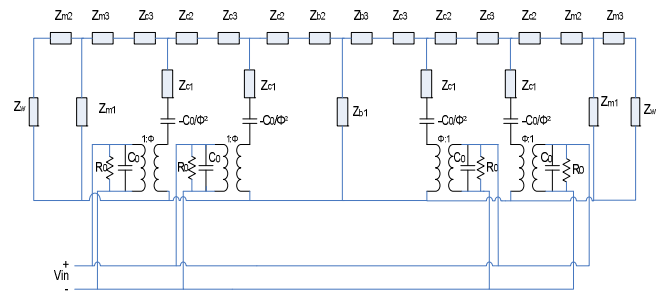 Zm2 Zm3 Zc3 Zc2 Zc3 Zc2 Zb2 Zb3 Zc3 Zc2 Zc3 Zc2 Zm2 Zm3
Zw Zm1 Zc1 Zc1 Zb1 Zc1 Zc1 Zm1 Zw
-C0/Φ² -C0/Φ² -C0/Φ² -C0/Φ²
1:Φ 1:Φ Φ:1 Φ:1
R0 C0 R0 C0 C0 R0 C0 R0
+
Vin
-